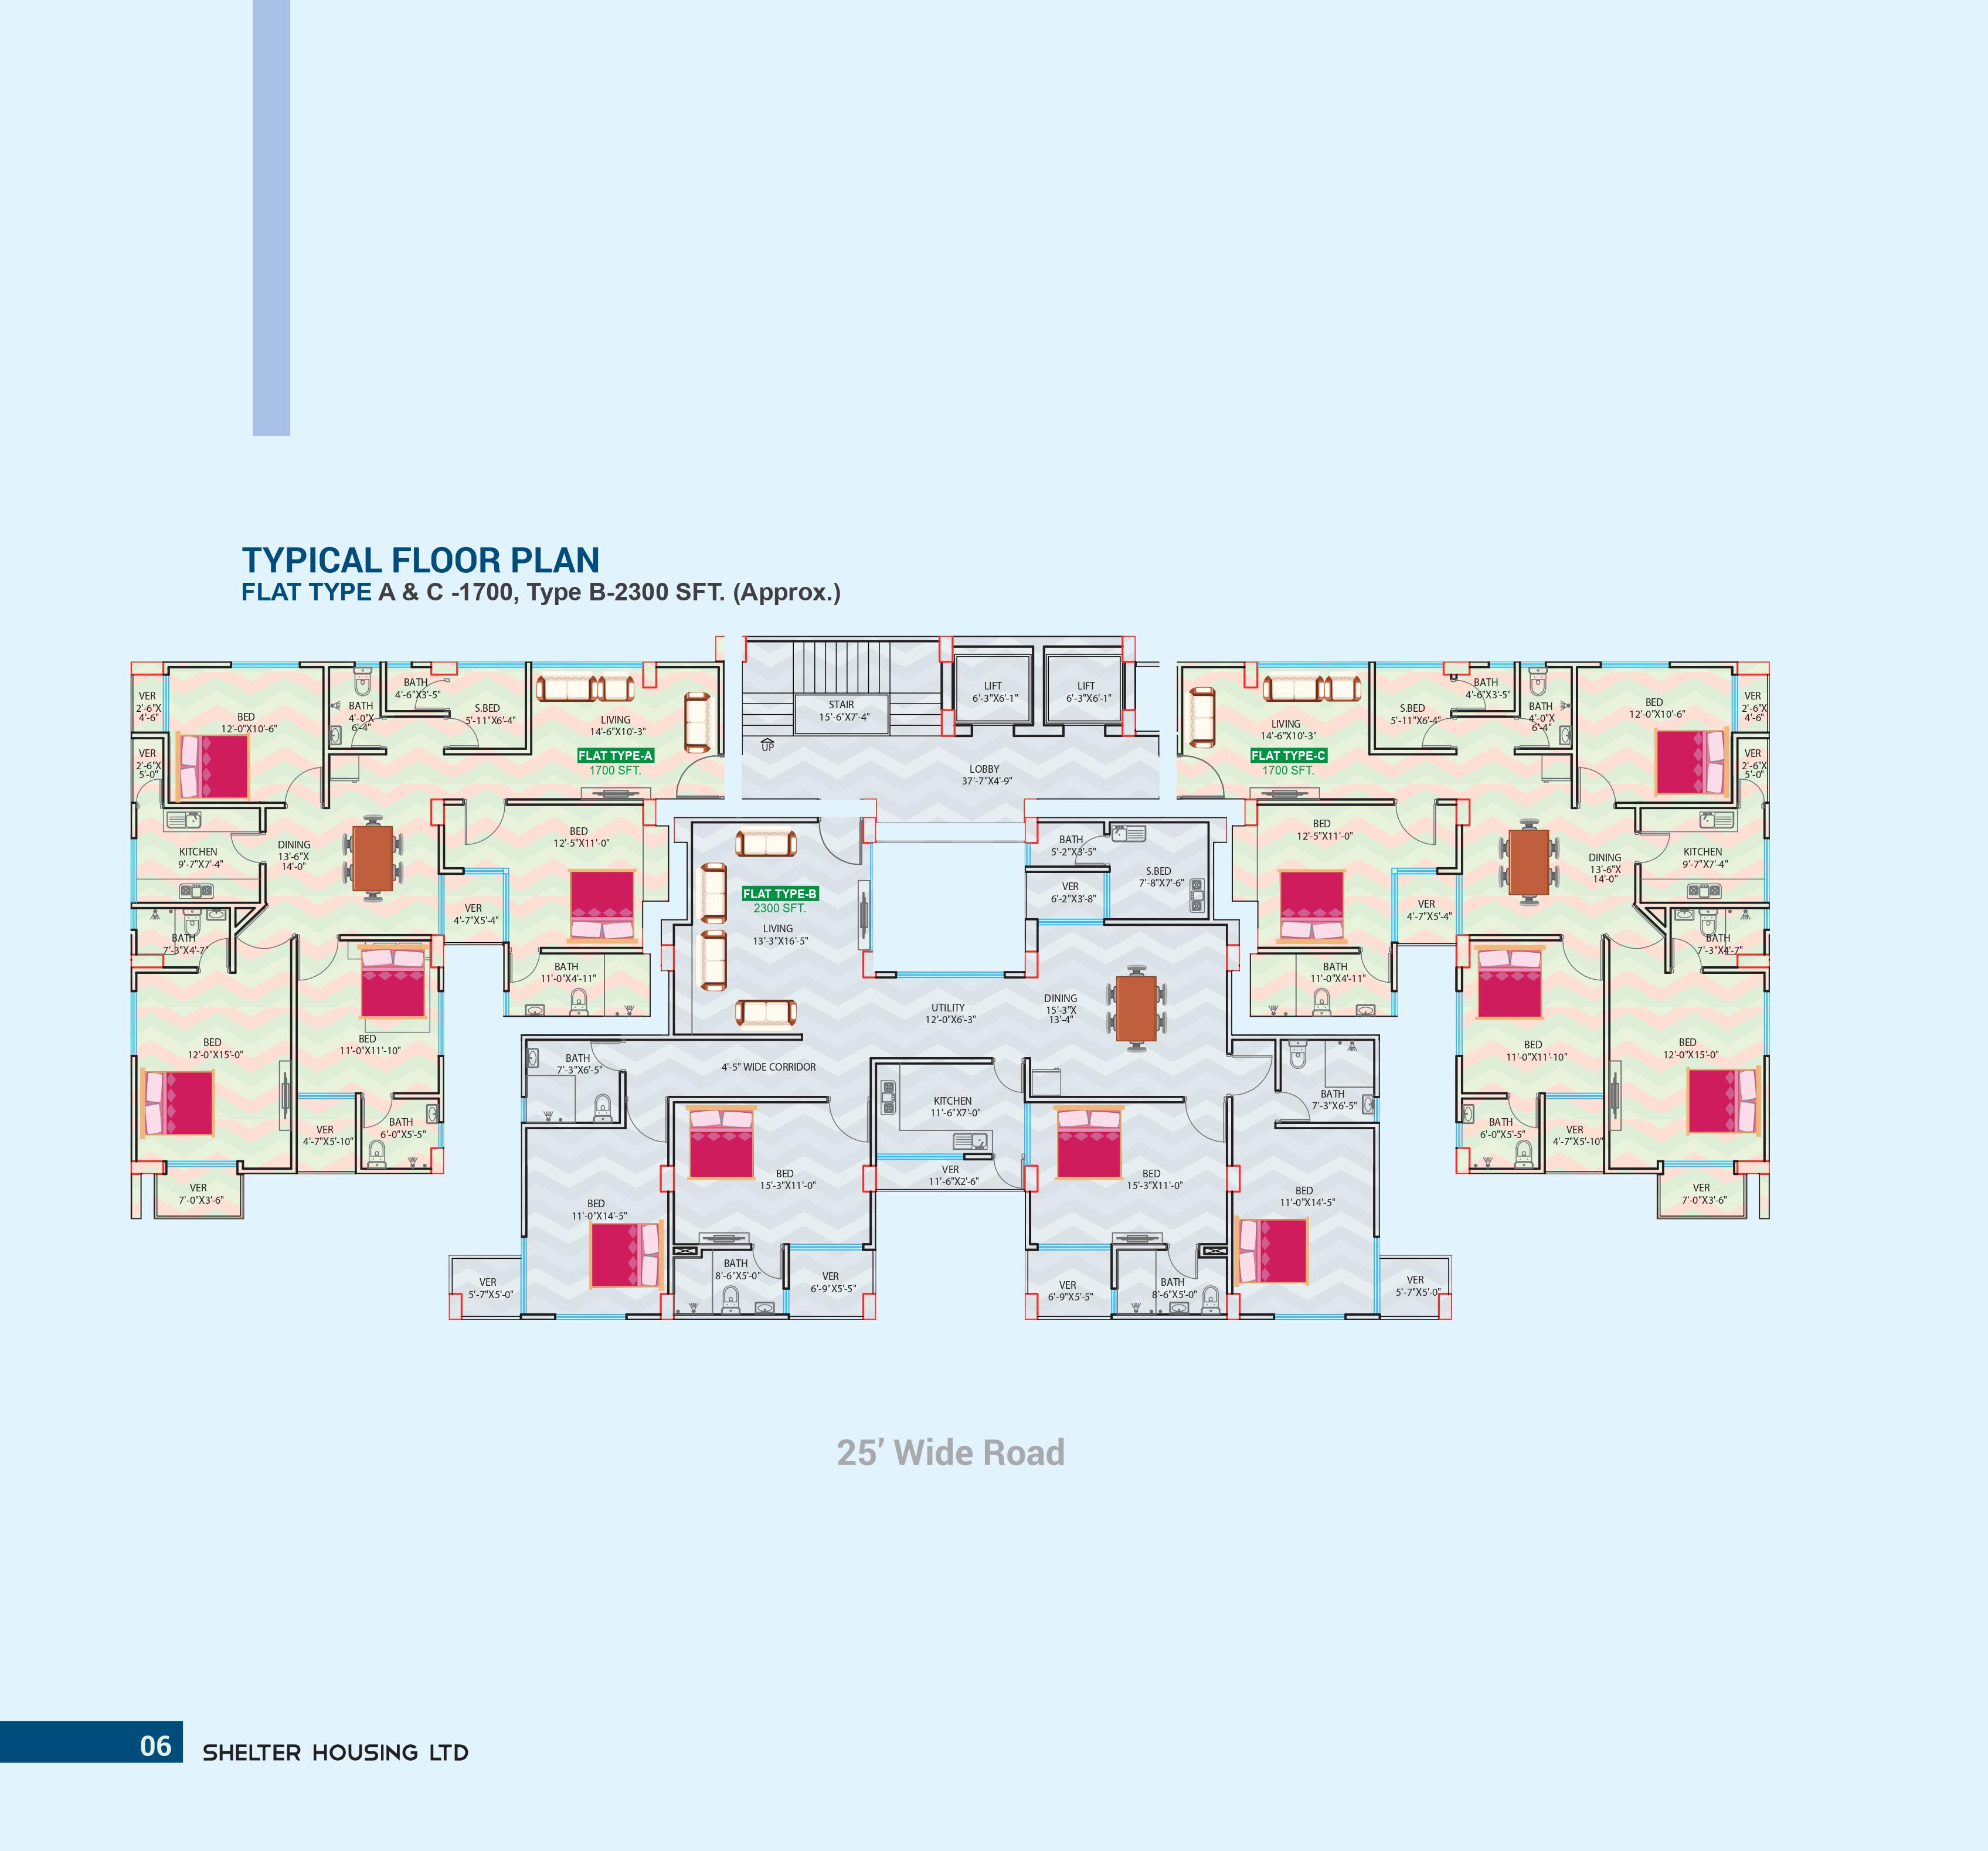 TYPICAL FLOOR PLAN
FLAT TYPE A & C -1700, Type B-2300 SFT. (Approx.)
VER
2'-6"X
4'-6"
VER
2'-6"X
5'-0"
BED
12'-0"X10'-6"
BATH
4'-0"X
6'-4"
BATH
4'-6"X3'-5"
S.BED
5'-11"X6'-4"
LIVING
14'-6"X10'-3"
FLAT TYPE-A
1700 SFT.
KITCHEN
9'-7"X7'-4"
DINING
13'-6"X
14'-0"
BED
12'-5"X11'-0"
VER
4'-7"X5'-4"
BATH
7'-3"X4'-7"
BATH
11'-0"X4'-11"
BED
12'-0"X15'-0"
BED
11'-0"X11'-10"
VER
4'-7"X5'-10"
BATH
6'-0"X5'-5"
VER
7'-0"X3'-6"
STAIR
15'-6"X7'-4"
UP
LIFT
6'-3"X6'-1"
LIFT
6'-3"X6'-1"
LOBBY
37'-7"X4'-9"
FLAT TYPE-B
2300 SFT.
LIVING
13'-3"X16'-5"
BATH
5'-2"X3'-5"
VER
6'-2"X3'-8"
S.BED
7'-8"X7'-6"
UTILITY
12'-0"X6'-3"
DINING
15'-3"X
13'-4"
BATH
7'-3"X6'-5"
4'-5" WIDE CORRIDOR
KITCHEN
11'-6"X7'-0"
VER
11'-6"X2'-6"
BATH
7'-3"X6'-5"
BED
11'-0"X14'-5"
BED
15'-3"X11'-0"
BED
15'-3"X11'-0"
BED
11'-0"X14'-5"
VER
5'-7"X5'-0"
BATH
8'-6"X5'-0"
VER
6'-9"X5'-5"
VER
6'-9"X5'-5"
BATH
8'-6"X5'-0"
VER
5'-7"X5'-0"
LIVING
14'-6"X10'-3"
FLAT TYPE-C
1700 SFT.
S.BED
5'-11"X6'-4"
BATH
4'-6"X3'-5"
BATH
4'-0"X
6'-4"
BED
12'-0"X10'-6"
VER
2'-6"X
4'-6"
VER
2'-6"X
5'-0"
BED
12'-5"X11'-0"
DINING
13'-6"X
14'-0"
KITCHEN
9'-7"X7'-4"
VER
4'-7"X5'-4"
BATH
7'-3"X4'-7"
BATH
11'-0"X4'-11"
BED
11'-0"X11'-10"
BED
12'-0"X15'-0"
BATH
6'-0"X5'-5"
VER
4'-7"X5'-10"
VER
7'-0"X3'-6"
25' Wide Road
06
SHELTER HOUSING LTD